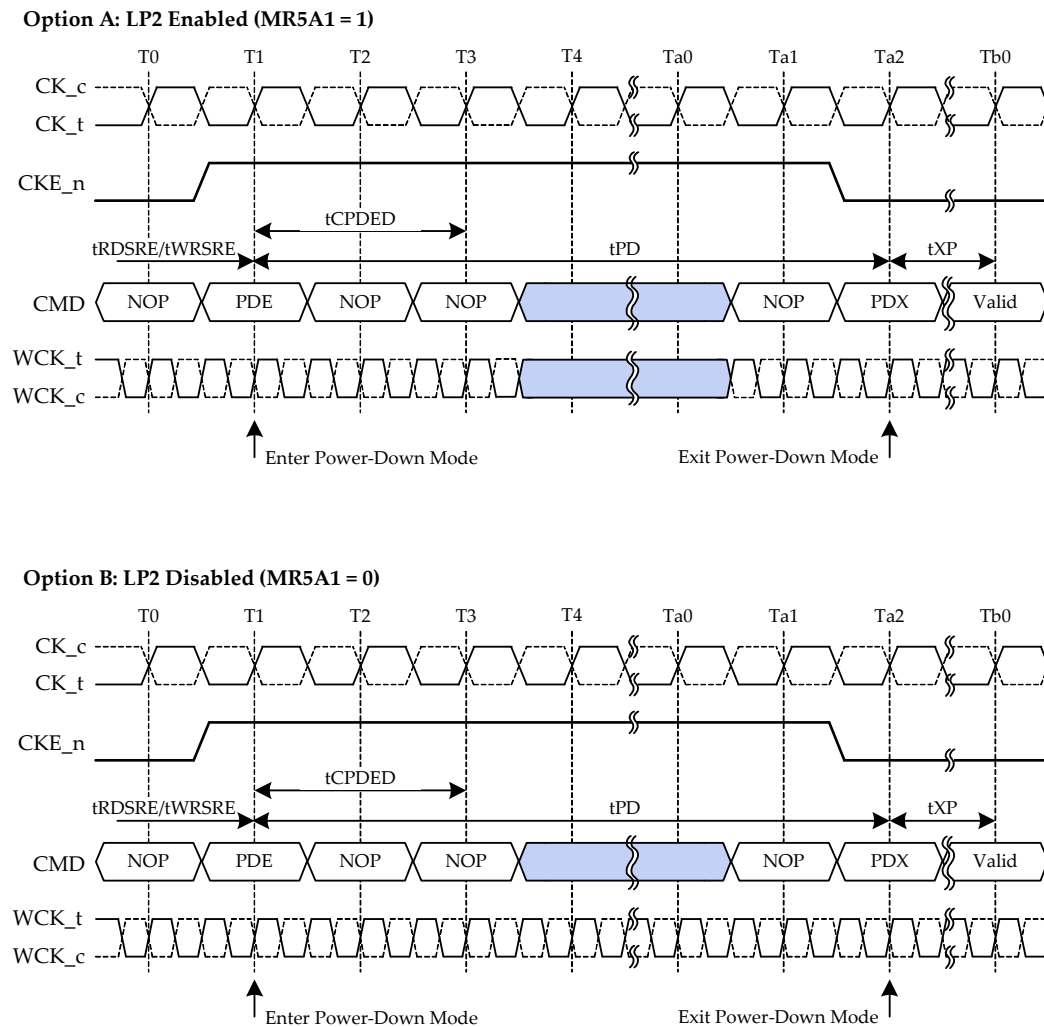 Option A: LP2 Enabled (MR5A1 = 1)
T0 T1 T2 T3 T4 Ta0 Ta1 Ta2 Tb0
CK_c
CK_t
CKE_n
tCPDED
tRDSRE/tWRSRE tPD tXP
CMD NOP PDE NOP NOP NOP PDX Valid
WCK_t
WCK_c
Enter Power-Down Mode Exit Power-Down Mode
Option B: LP2 Disabled (MR5A1 = 0)
T0 T1 T2 T3 T4 Ta0 Ta1 Ta2 Tb0
CK_c
CK_t
CKE_n
tCPDED
tRDSRE/tWRSRE tPD tXP
CMD NOP PDE NOP NOP NOP PDX Valid
WCK_t
WCK_c
Enter Power-Down Mode Exit Power-Down Mode